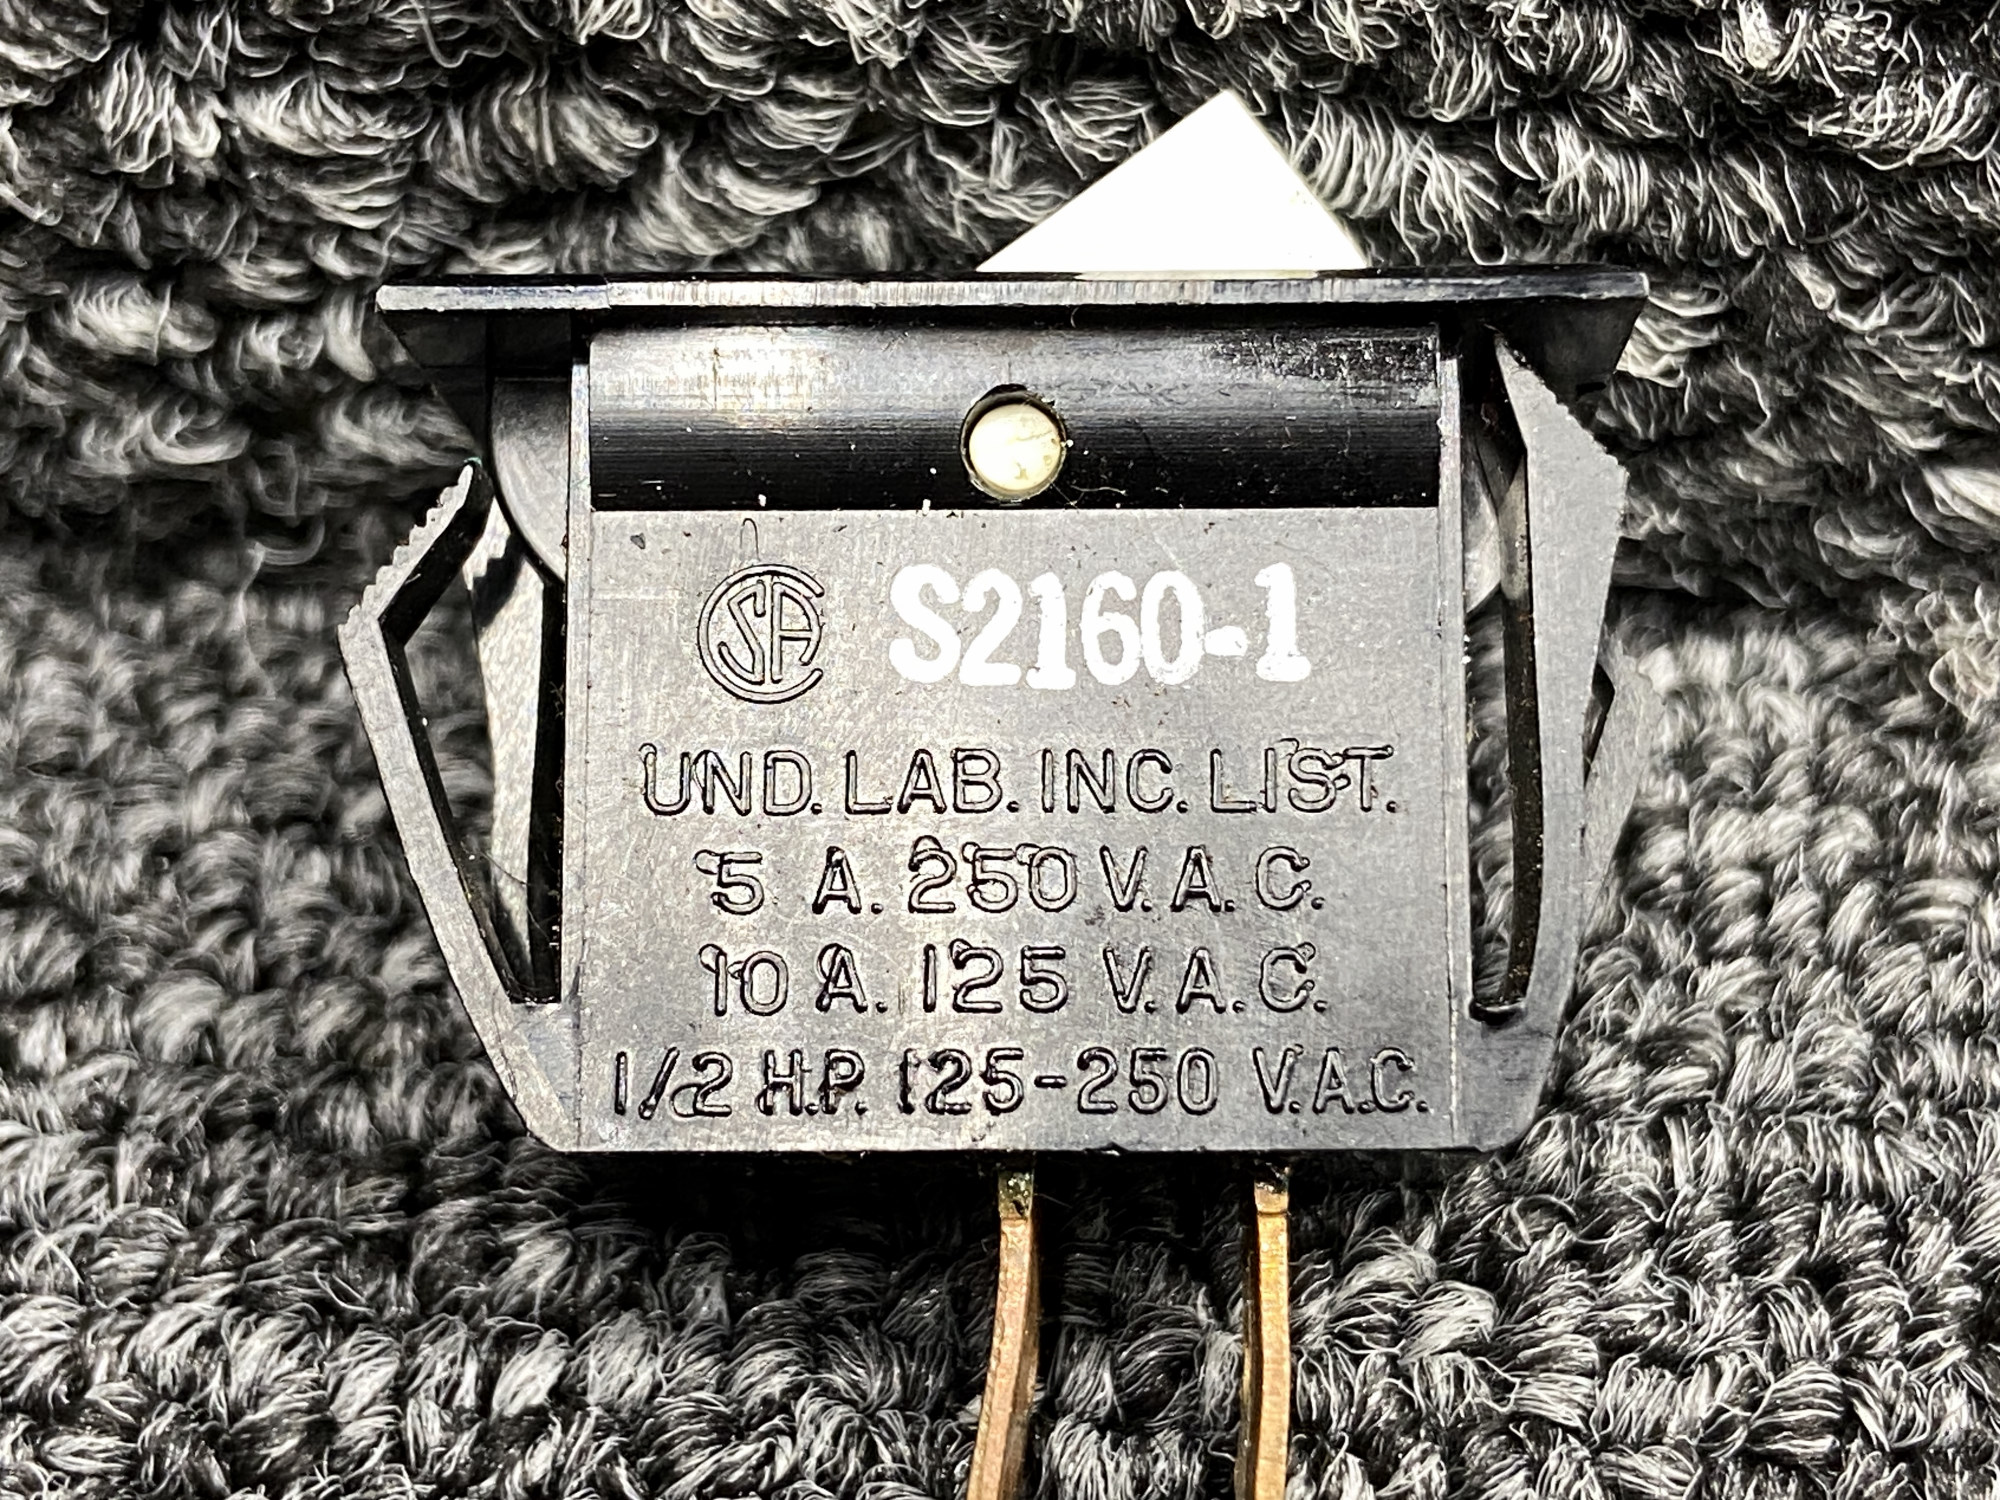 CSA S2160-1
UND. LAB. INC. LIST.
5 A. 250 V.A.C.
10 A. 125 V.A.C.
1/2 H.P. 125-250 V.A.C.